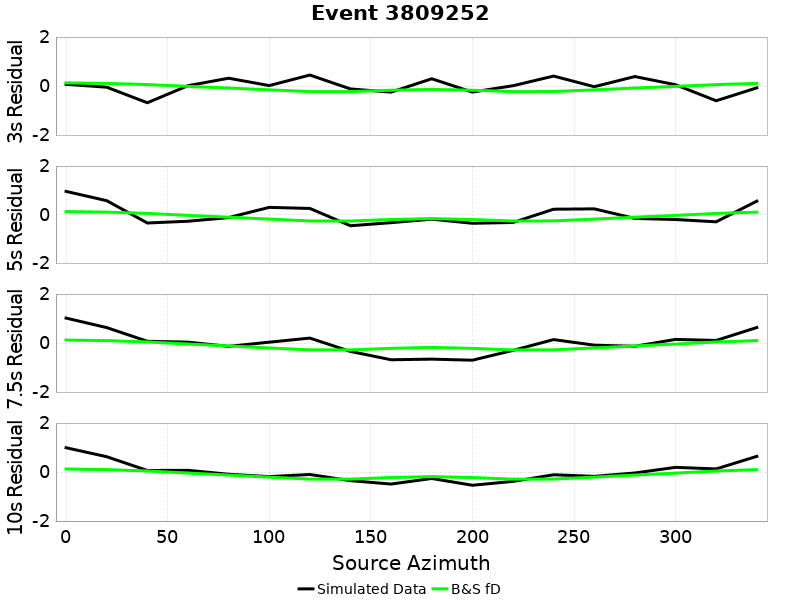 Event 3809252
3s Residual
2
0
-2
5s Residual
2
0
-2
7.5s Residual
2
0
-2
10s Residual
2
0
-2
0 50 100 150 200 250 300
Source Azimuth
Simulated Data B&S fD